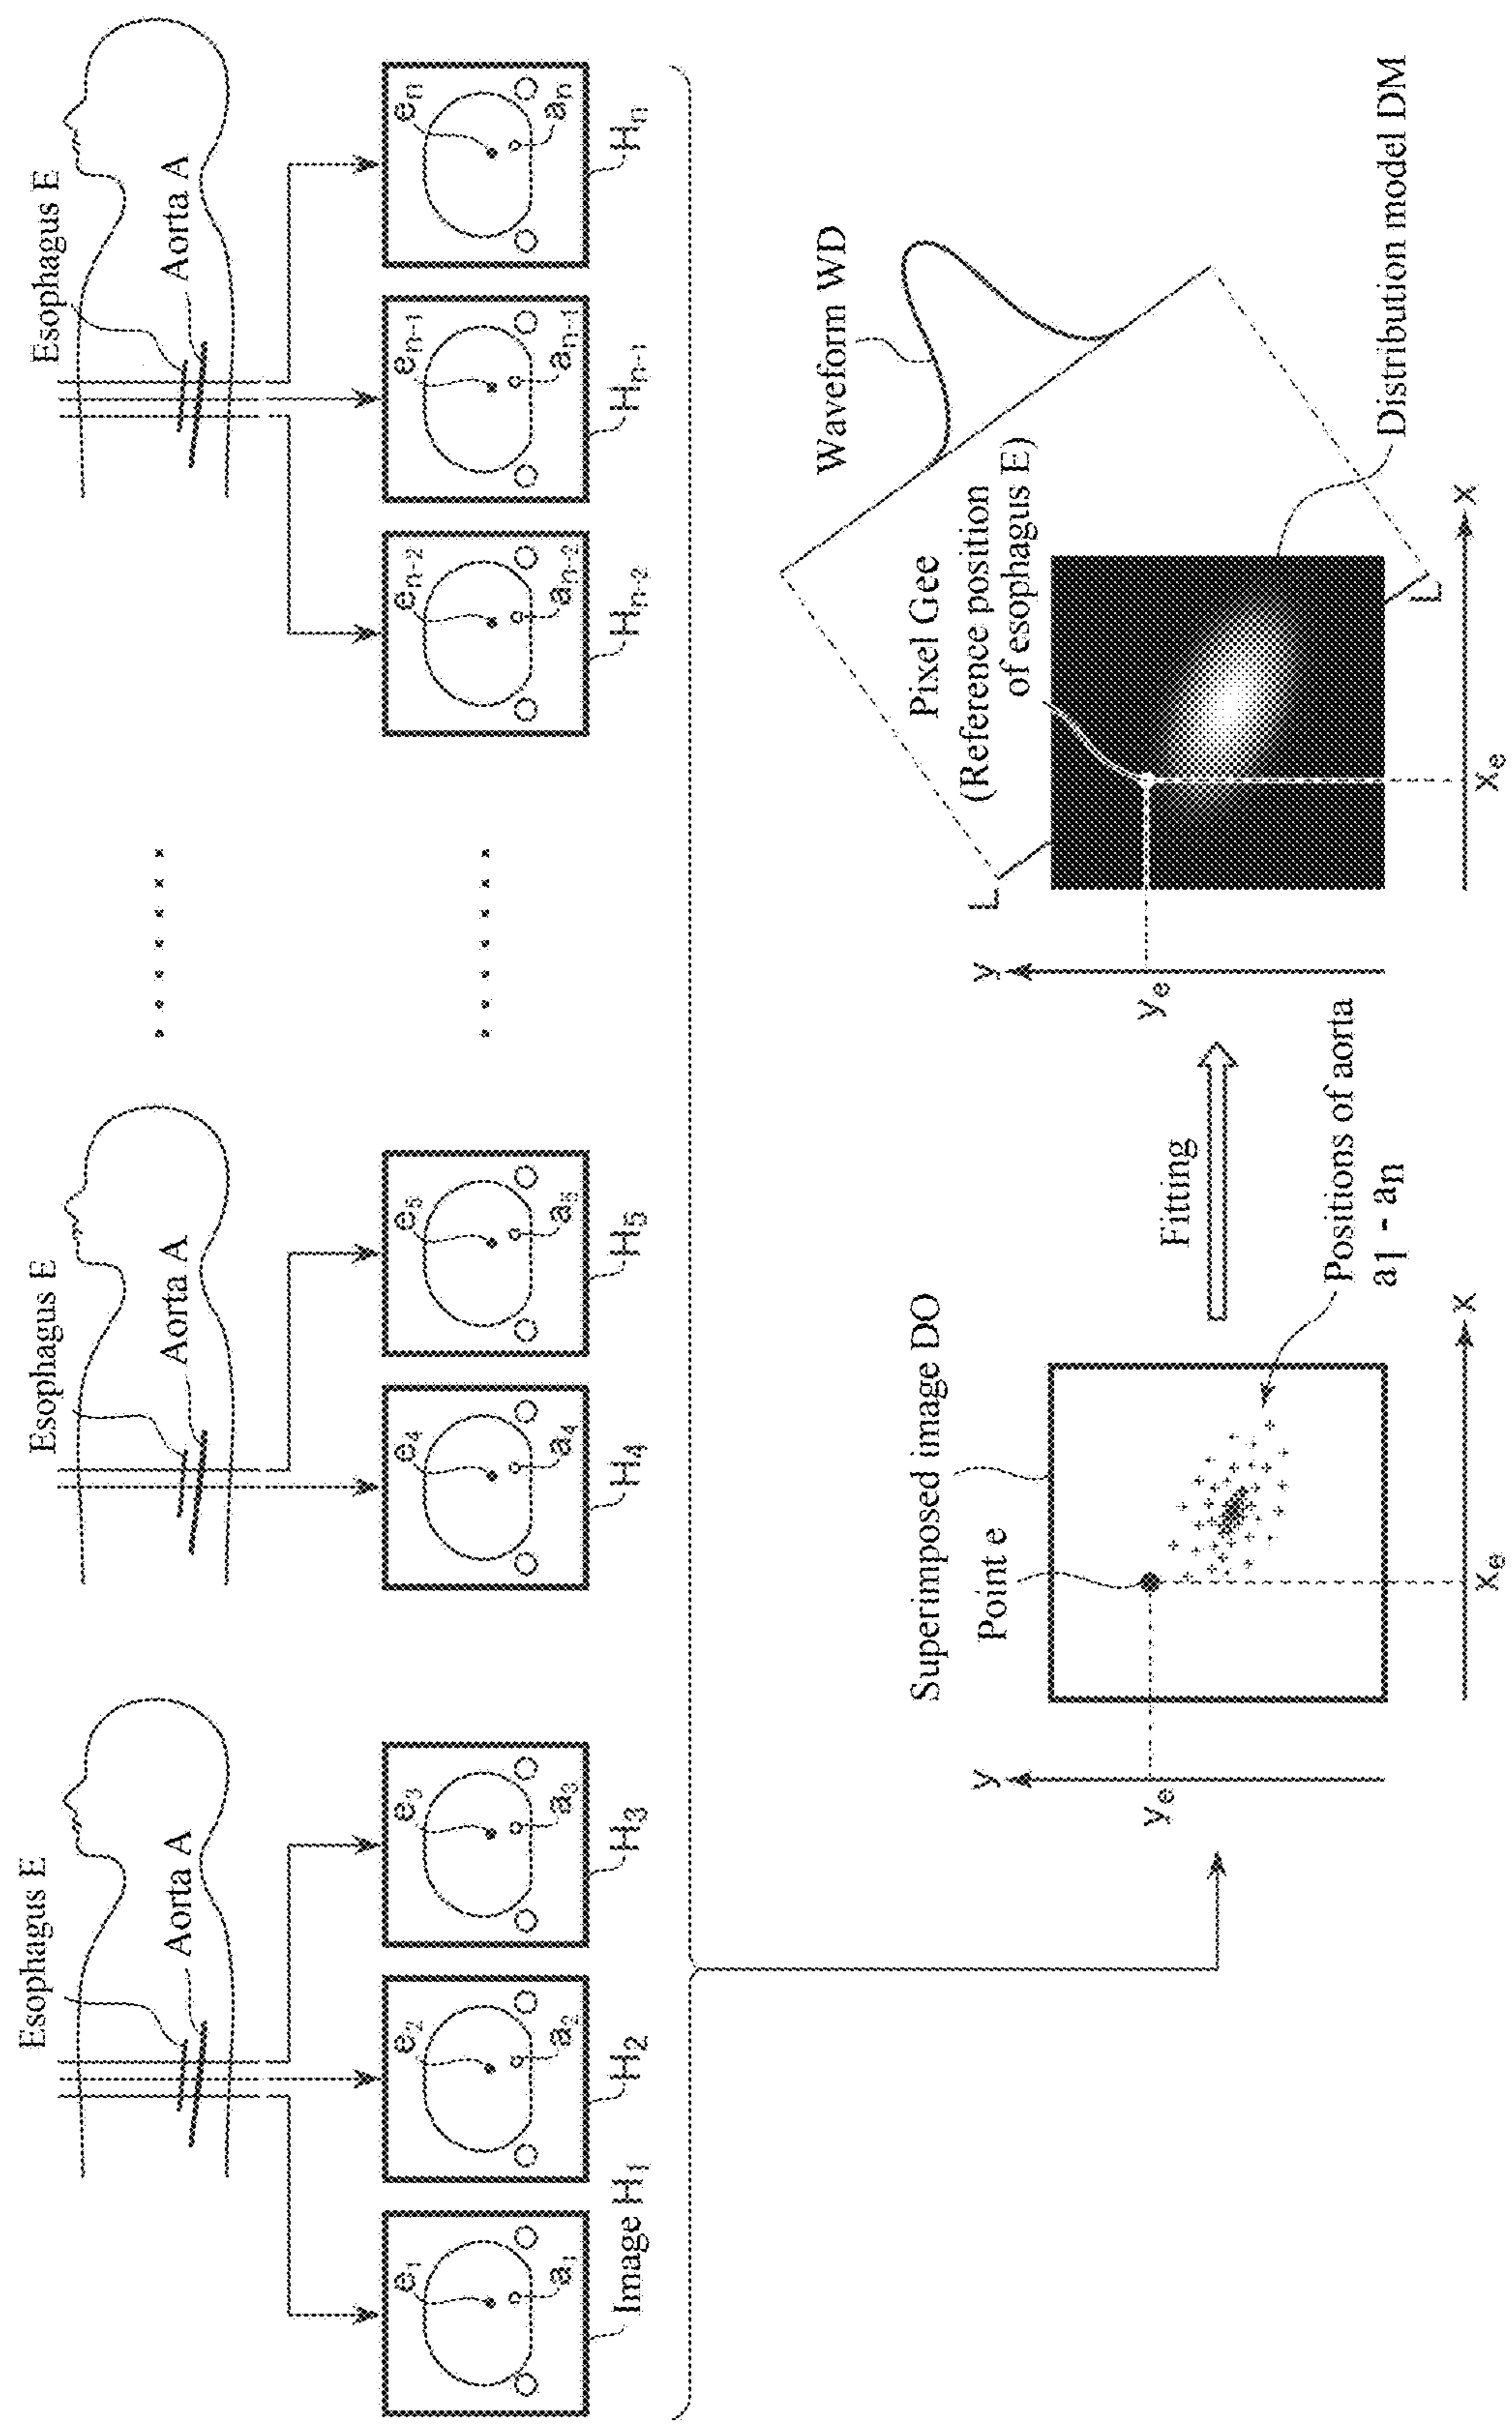 Esophagus E
Aorta A
Esophagus E
Aorta A
Esophagus E
Aorta A
e1
a1
Image H1
e2
a2
H2
e3
a3
H3
e4
a4
H4
e5
a5
H5
en-2
an-2
Hn-2
en-1
an-1
Hn-1
en
an
Hn
Superimposed image DO
Point e
y
ye
xe
x
Positions of aorta
a1 - an
Fitting
Waveform WD
Pixel Gee
(Reference position
of esophagus E)
L
L
y
ye
xe
x
Distribution model DM